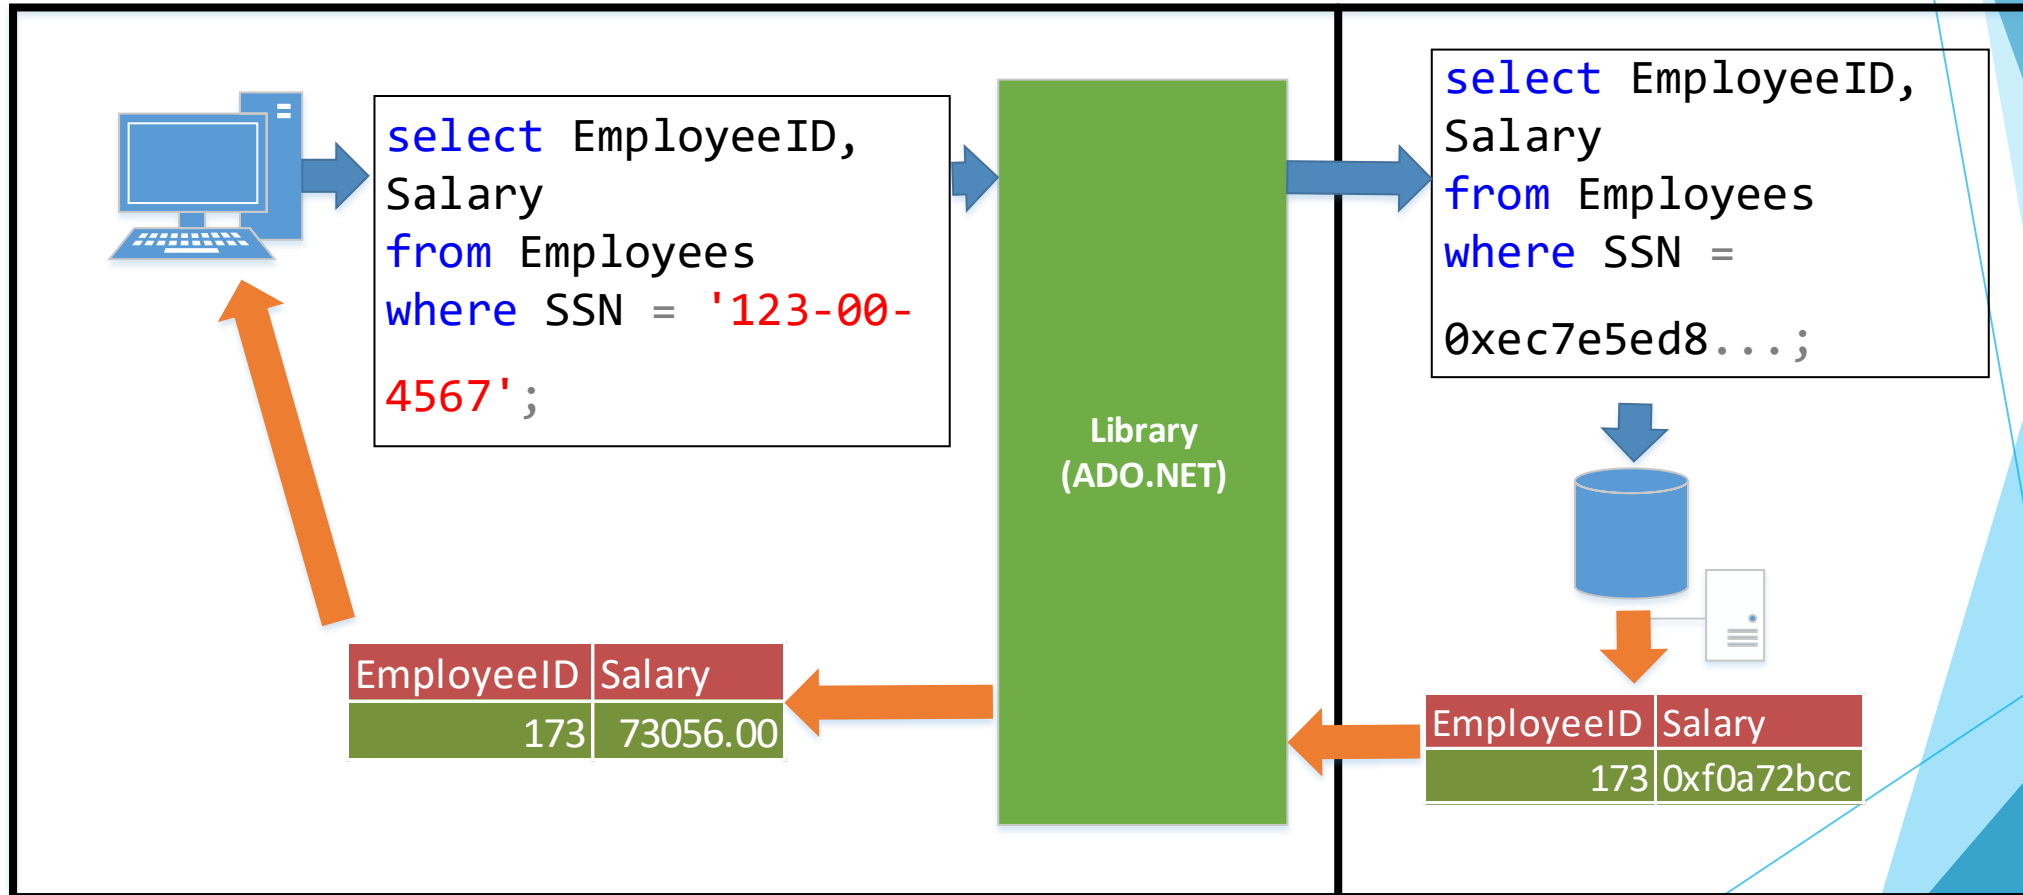 select EmployeeID,
Salary
from Employees
where SSN = '123-00-
4567';
Library
(ADO.NET)
select EmployeeID,
Salary
from Employees
where SSN =
0xec7e5ed8...;
EmployeeID Salary
173 73056.00
EmployeeID Salary
173 0xf0a72bcc